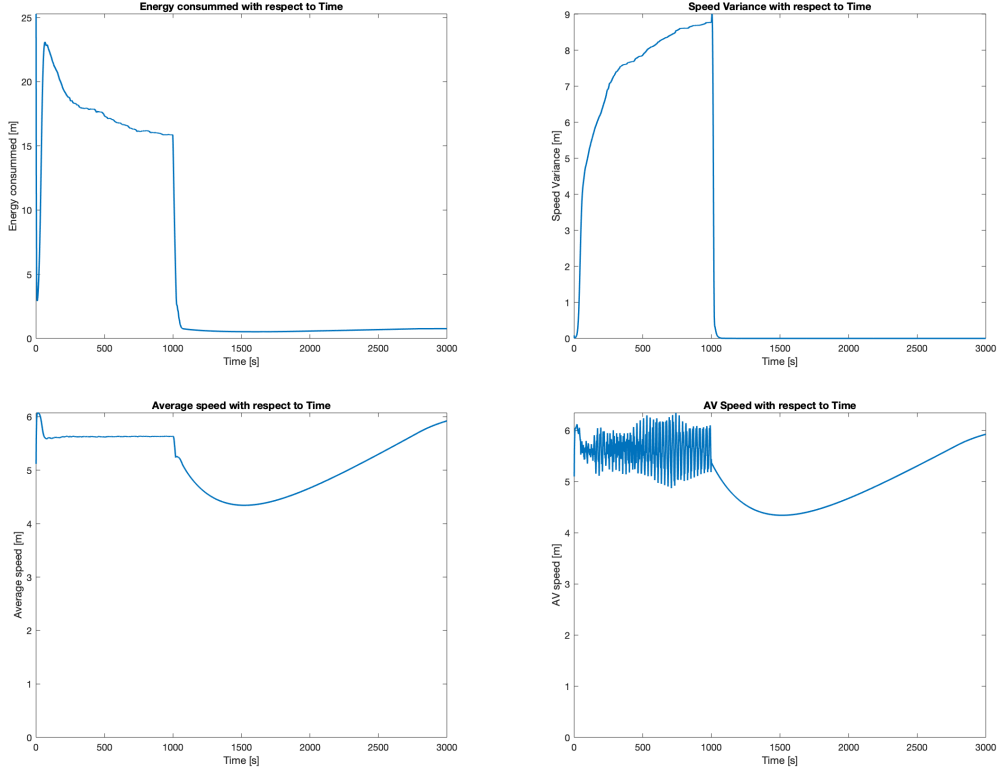 Energy consummed with respect to Time
25
20
15
10
5
0
Energy consummed [m]
0 500 1000 1500 2000 2500 3000
Time [s]
Speed Variance with respect to Time
9
8
7
6
5
4
3
2
1
0
Speed Variance [m]
0 500 1000 1500 2000 2500 3000
Time [s]
Average speed with respect to Time
6
5
4
3
2
1
0
Average speed [m]
0 500 1000 1500 2000 2500 3000
Time [s]
AV Speed with respect to Time
6
5
4
3
2
1
0
AV speed [m]
0 500 1000 1500 2000 2500 3000
Time [s]